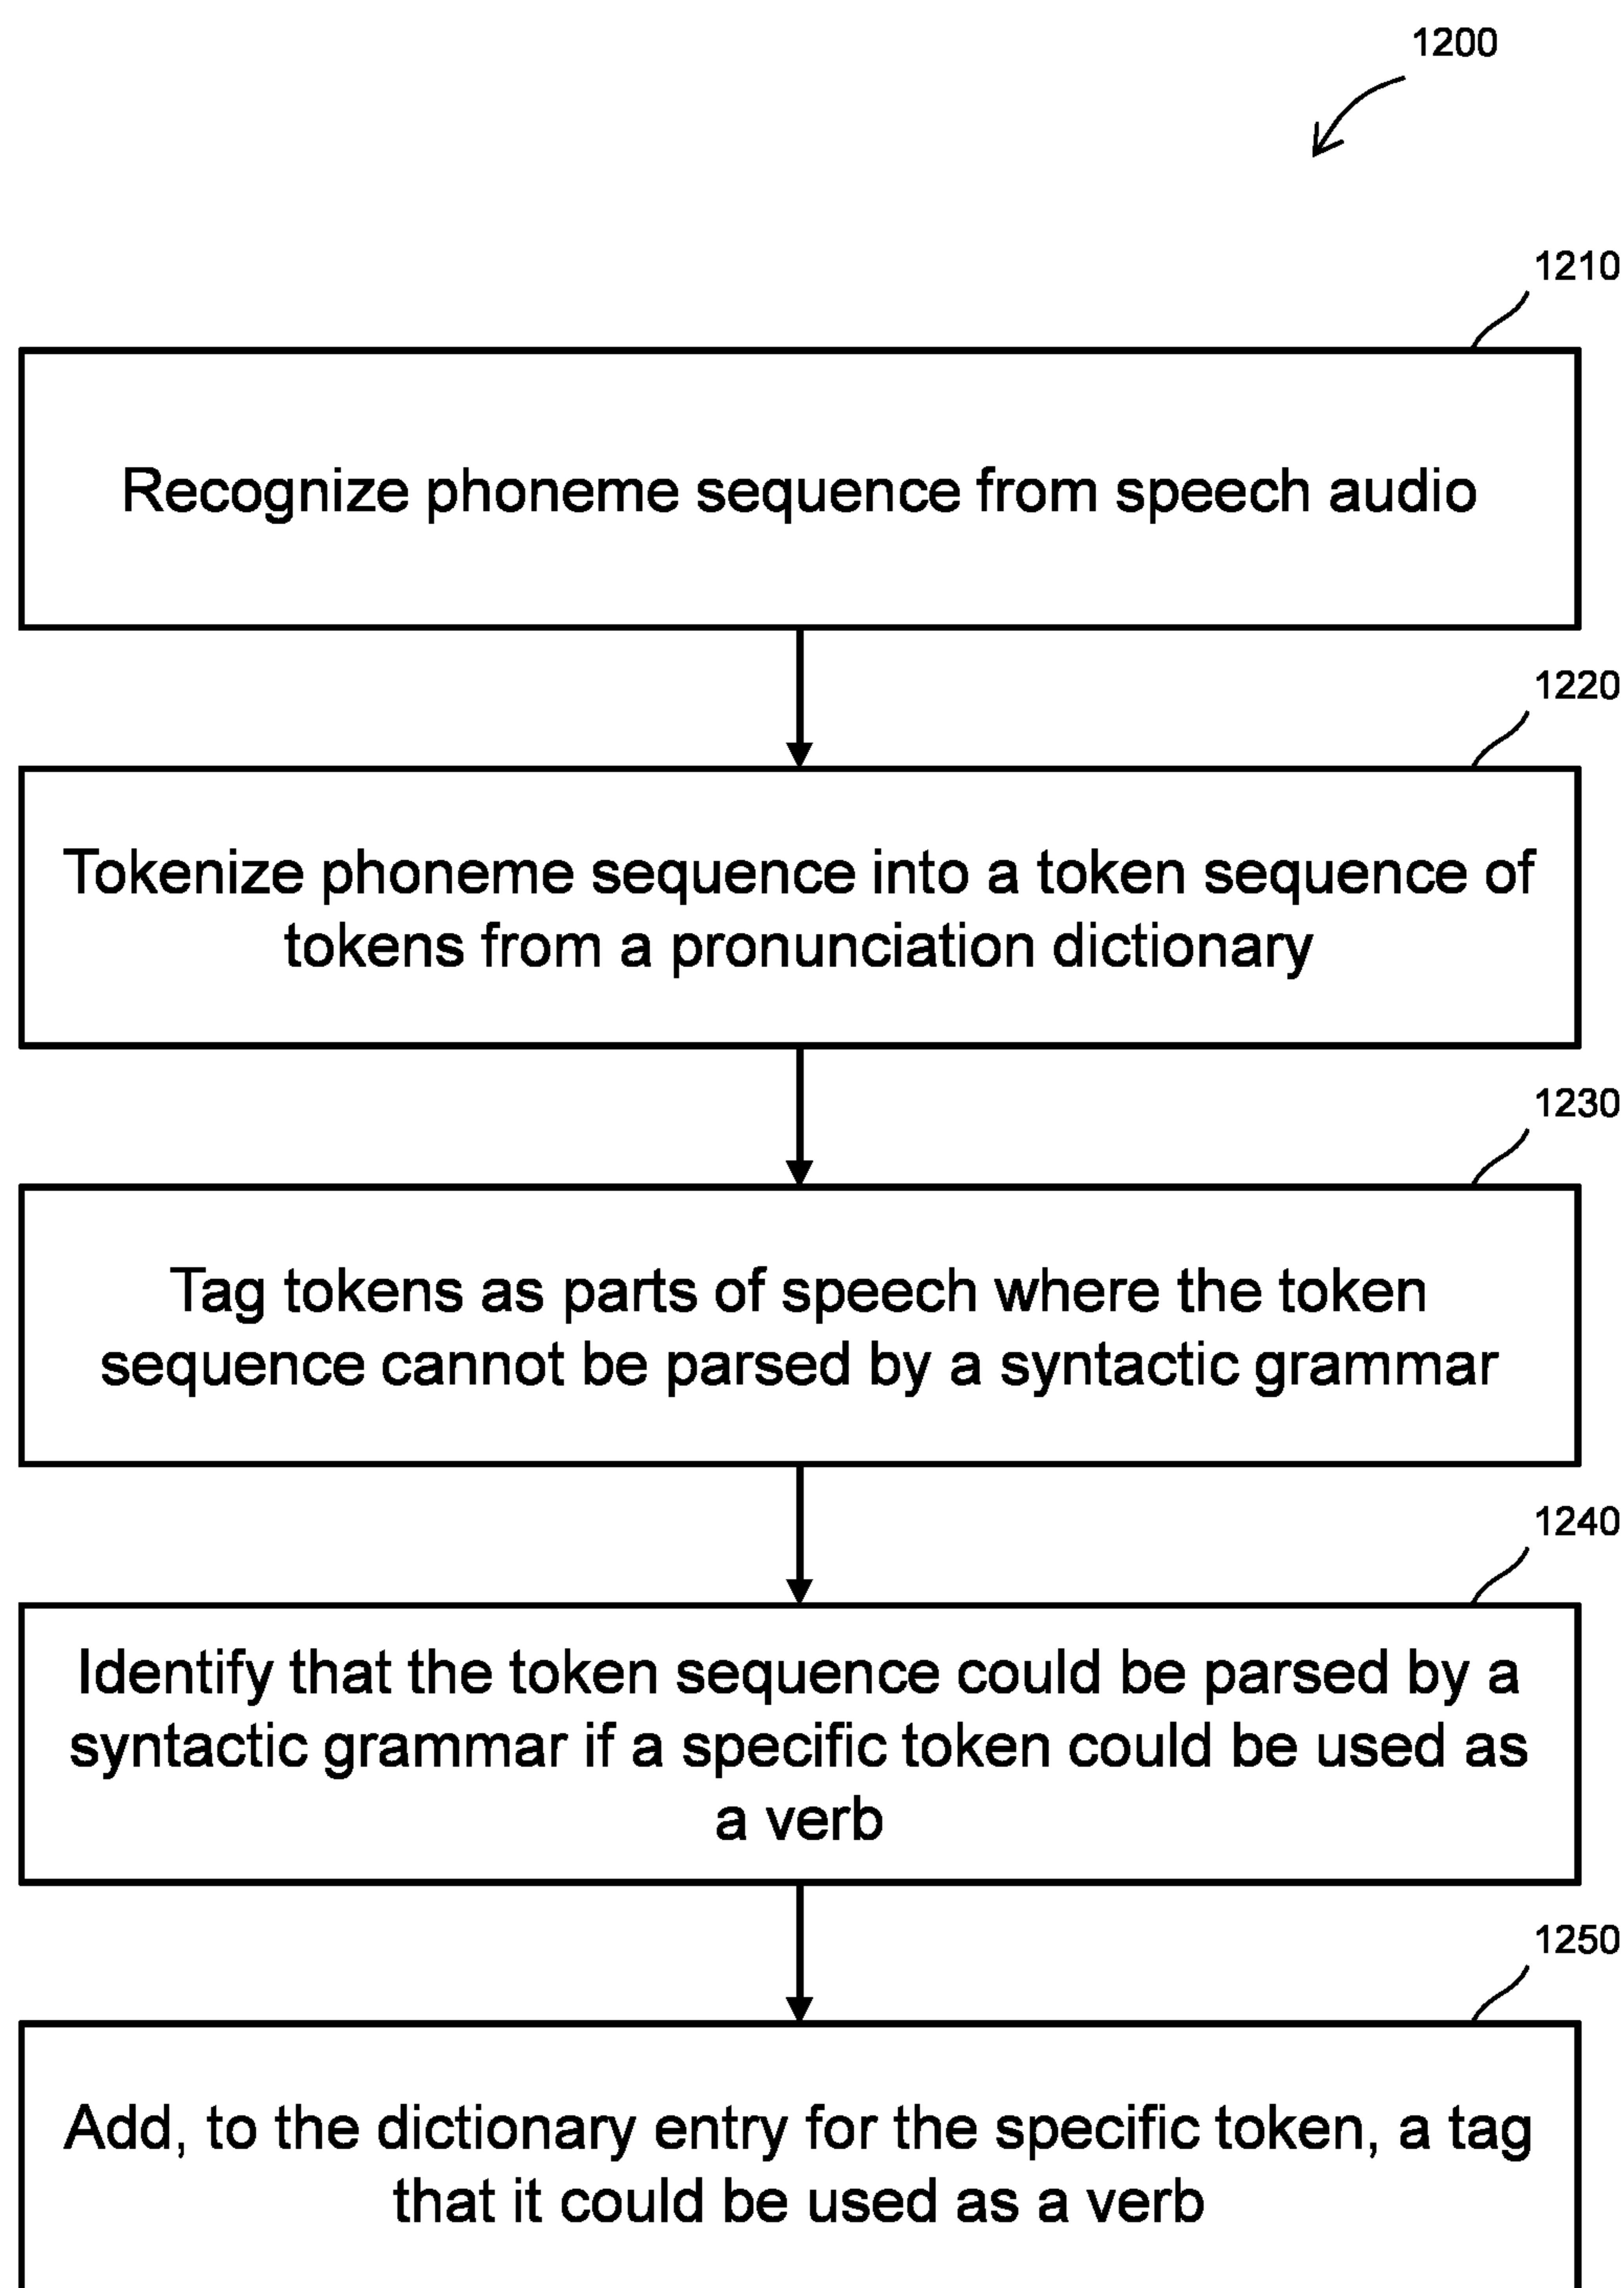 1200
1210
Recognize phoneme sequence from speech audio
1220
Tokenize phoneme sequence into a token sequence of
tokens from a pronunciation dictionary
1230
Tag tokens as parts of speech where the token
sequence cannot be parsed by a syntactic grammar
1240
Identify that the token sequence could be parsed by a
syntactic grammar if a specific token could be used as
a verb
1250
Add, to the dictionary entry for the specific token, a tag
that it could be used as a verb